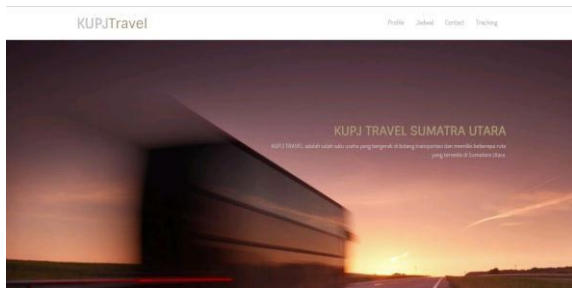 KUPJTravel
Profile Jadwal Contact Tracking
KUPJ TRAVEL SUMATRA UTARA
KUPJ TRAVEL adalah salah satu usaha yang bergerak di bidang transportasi dan memiliki beberapa rute
yang tersedia di Sumatera Utara